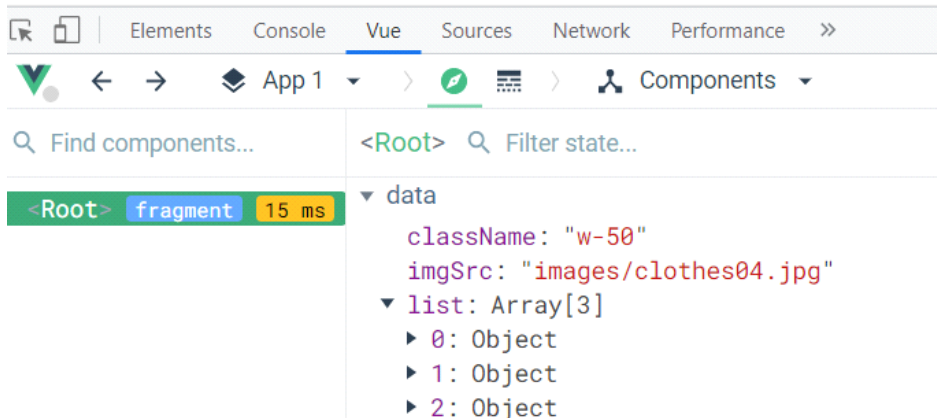 Elements Console Vue Sources Network Performance »
App 1 Components
Find components... <Root> Filter state...
<Root> fragment 15 ms
data
className: "w-50"
imgSrc: "images/clothes04.jpg"
list: Array[3]
0: Object
1: Object
2: Object